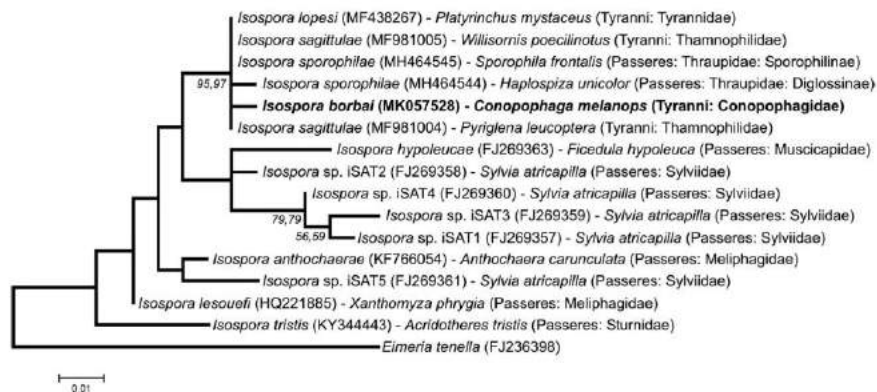 Isospora lopesi (MF438267) - Platyrinchus mystaceus (Tyranni: Tyrannidae)
Isospora sagittulae (MF981005) - Willisornis poecilinotus (Tyranni: Thamnophilidae)
Isospora sporophilae (MH464545) - Sporophila frontalis (Passeres: Thraupidae: Sporophilinae)
95,97
Isospora sporophilae (MH464544) - Haplospiza unicolor (Passeres: Thraupidae: Diglossinae)
Isospora borbai (MK057528) - Conopophaga melanops (Tyranni: Conopophagidae)
Isospora sagittulae (MF981004) - Pyriglena leucoptera (Tyranni: Thamnophilidae)
Isospora hypoleucae (FJ269363) - Ficedula hypoleuca (Passeres: Muscicapidae)
Isospora sp. iSAT2 (FJ269358) - Sylvia atricapilla (Passeres: Sylviidae)
Isospora sp. iSAT4 (FJ269360) - Sylvia atricapilla (Passeres: Sylviidae)
79,79
Isospora sp. iSAT3 (FJ269359) - Sylvia atricapilla (Passeres: Sylviidae)
56,59
Isospora sp. iSAT1 (FJ269357) - Sylvia atricapilla (Passeres: Sylviidae)
Isospora anthochaerae (KF766054) - Anthochaera carunculata (Passeres: Meliphagidae)
Isospora sp. iSAT5 (FJ269361) - Sylvia atricapilla (Passeres: Sylviidae)
Isospora lesouefi (HQ221885) - Xanthomyza phrygia (Passeres: Meliphagidae)
Isospora tristis (KY344443) - Acridotheres tristis (Passeres: Sturnidae)
Eimeria tenella (FJ236398)
0.01